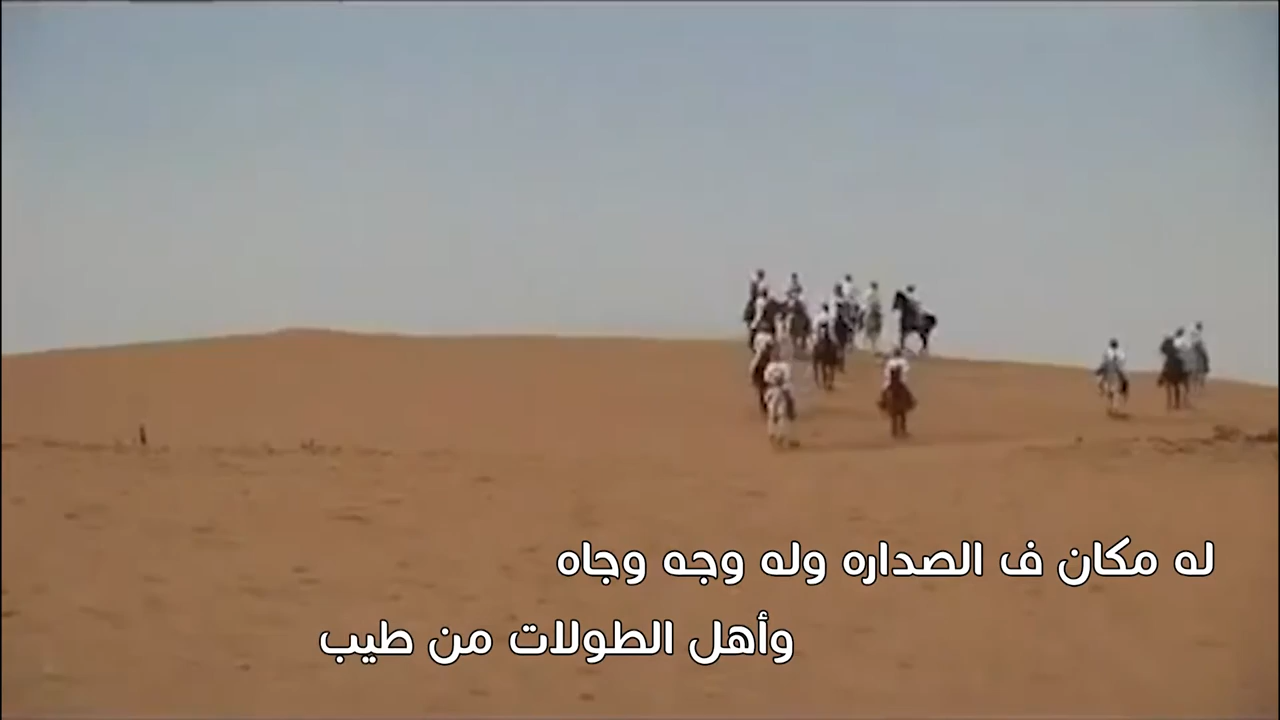 له مكان ف الصداره وله وجه وجاه
وأهل الطولات من طيب